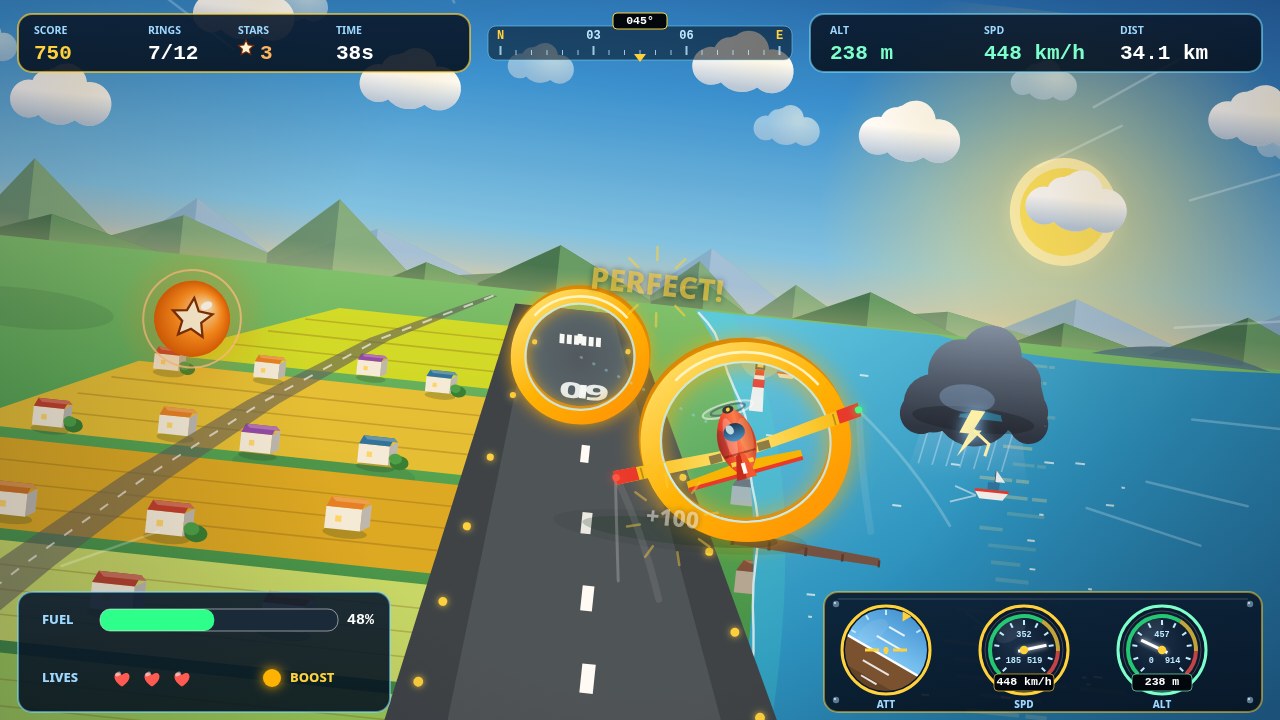 SCORE RINGS STARS TIME
750 7/12 3 38s
045°
N 03 06 E
ALT SPD DIST
238 m 448 km/h 34.1 km
PERFECT!
09
+100
FUEL 48%
LIVES BOOST
352
185 519
448 km/h
457
0 914
238 m
ATT SPD ALT